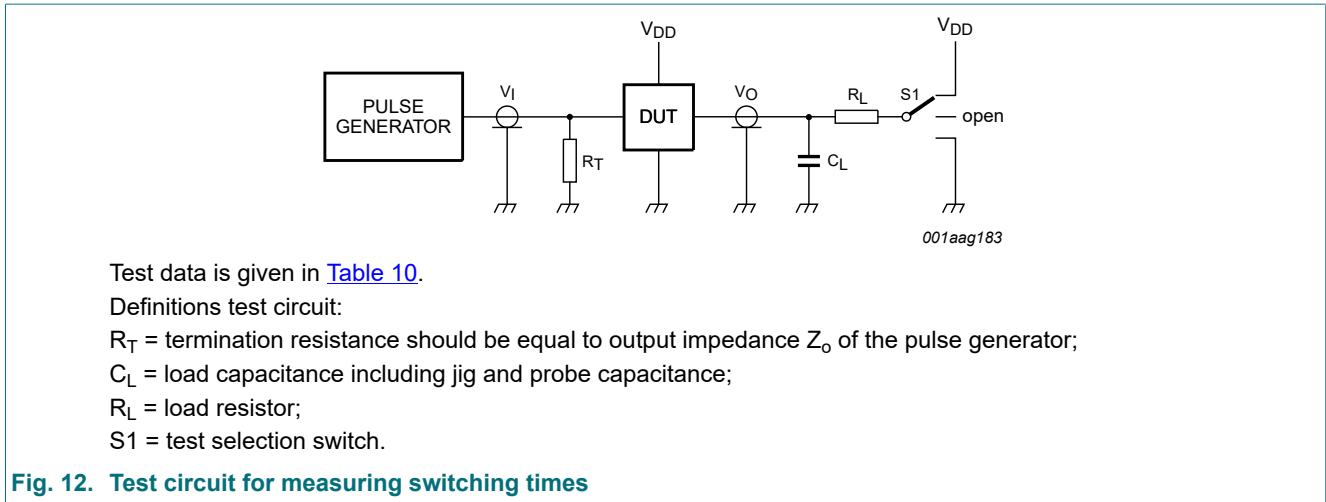 VDD VDD
PULSE GENERATOR VI RT DUT VO CL RL S1 open
001aag183
Test data is given in Table 10.
Definitions test circuit:
RT = termination resistance should be equal to output impedance Zo of the pulse generator;
CL = load capacitance including jig and probe capacitance;
RL = load resistor;
S1 = test selection switch.
Fig. 12. Test circuit for measuring switching times